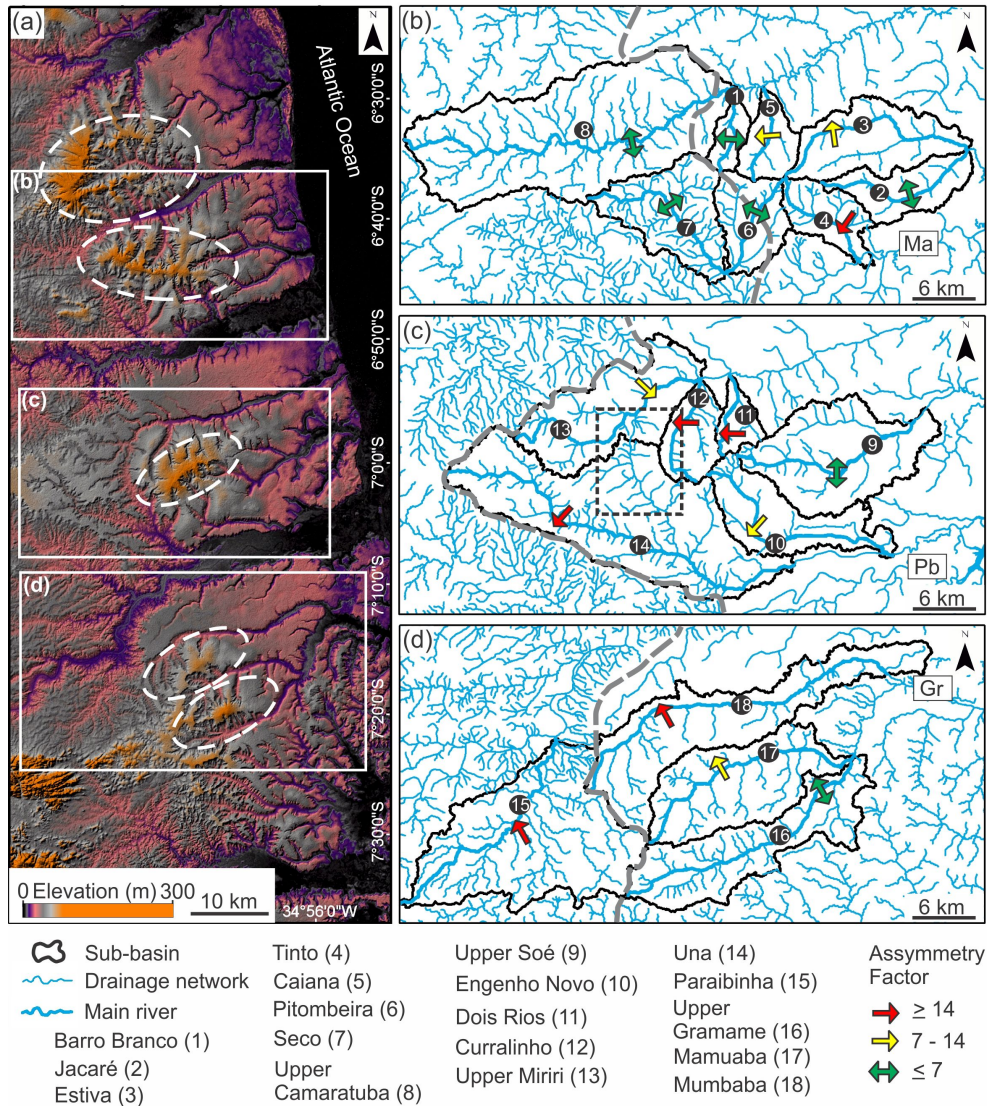 (a)
N
Atlantic Ocean
6°30'0"S
(b)
6°40'0"S
6°50'0"S
(c)
7°0'0"S
(d)
7°10'0"S
7°20'0"S
7°30'0"S
0 Elevation (m) 300
10 km
34°56'0"W
(b)
N
1
5
8
3
2
4
7
6
Ma
6 km
(c)
N
12
11
13
9
14
10
Pb
6 km
(d)
N
18
Gr
17
15
16
6 km
Sub-basin
Drainage network
Main river
Barro Branco (1)
Jacaré (2)
Estiva (3)
Tinto (4)
Caiana (5)
Pitombeira (6)
Seco (7)
Upper
Camaratuba (8)
Upper Soé (9)
Engenho Novo (10)
Dois Rios (11)
Curralinho (12)
Upper Miriri (13)
Una (14)
Paraibinha (15)
Upper
Gramame (16)
Mamuaba (17)
Mumbaba (18)
Assymetry
Factor
≥ 14
7 - 14
≤ 7